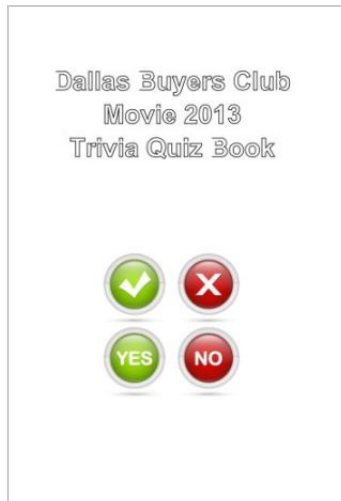 Dallas Buyers Club
Movie 2013
Trivia Quiz Book
YES NO